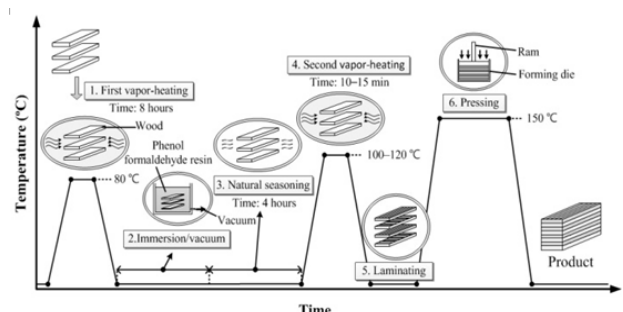 Temperature (°C)
1. First vapor-heating
Time: 8 hours
Wood
80 °C
Phenol
formaldehyde resin
Vacuum
2.Immersion/vacuum
3. Natural seasoning
Time: 4 hours
4. Second vapor-heating
Time: 10–15 min
100–120 °C
5. Laminating
Ram
Forming die
6. Pressing
150 °C
Product
Time